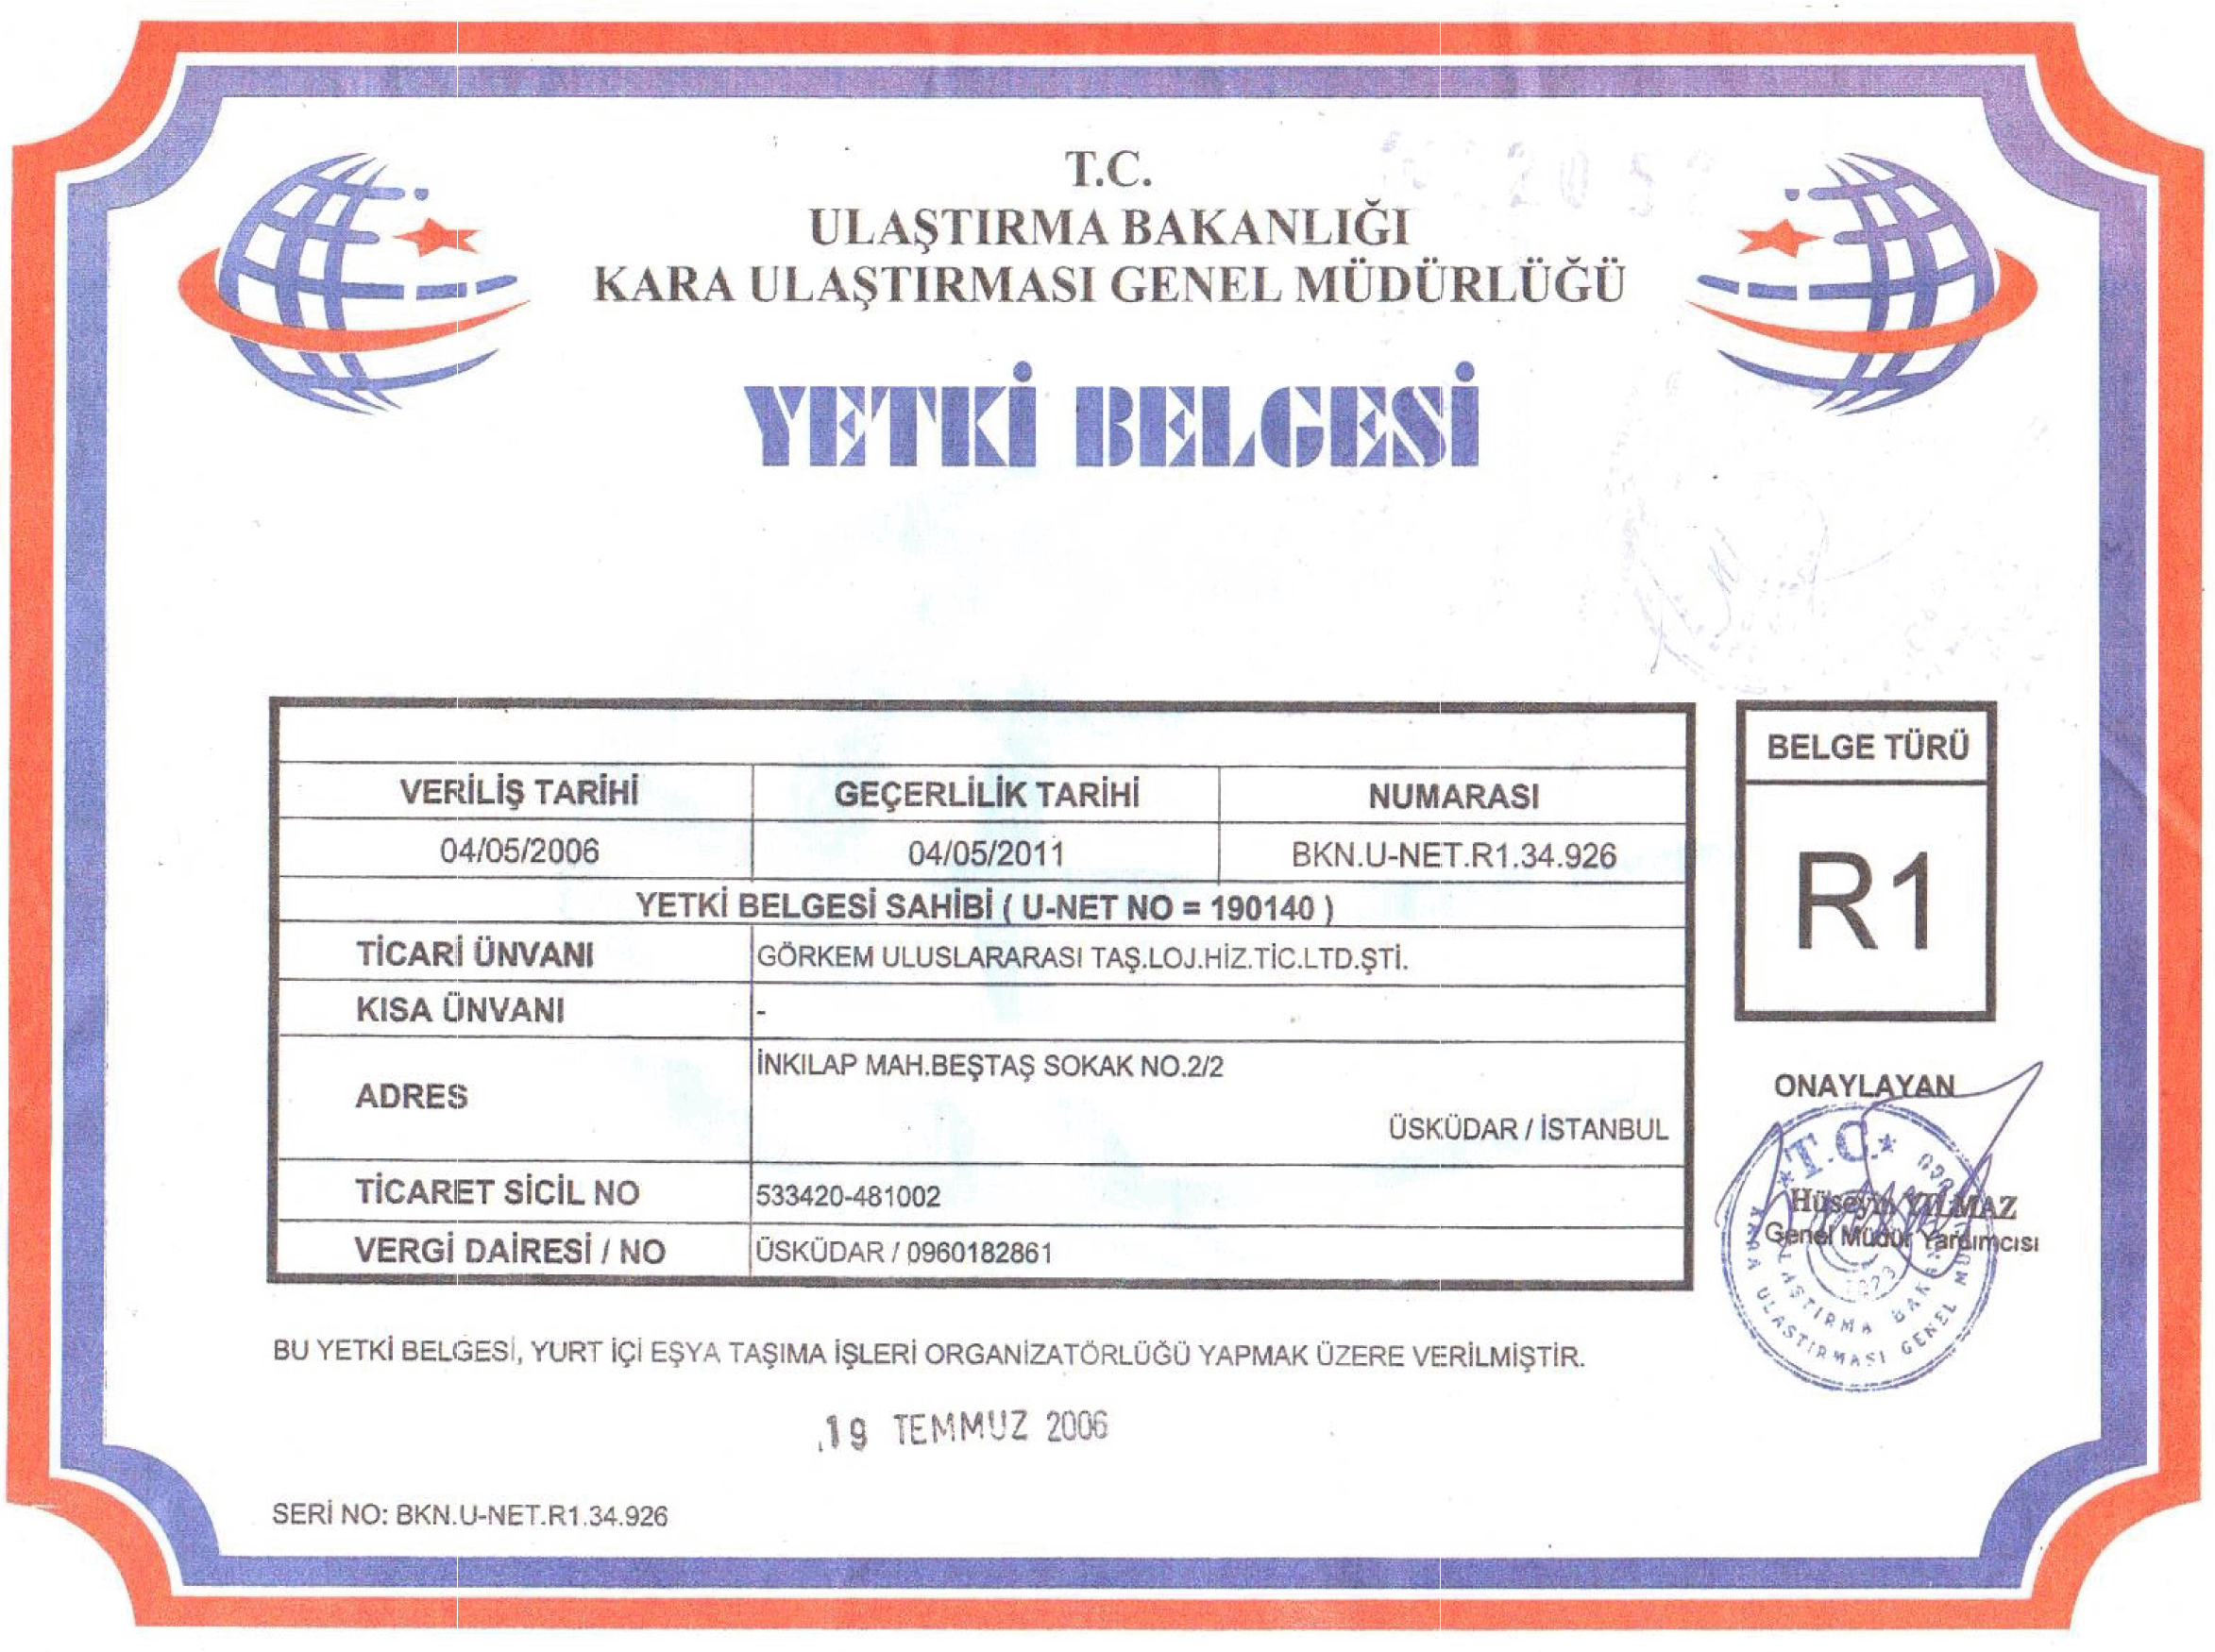 T.C.
ULAŞTIRMA BAKANLIĞI
KARA ULAŞTIRMASI GENEL MÜDÜRLÜĞÜ
YETKİ BELGESİ
BELGE TÜRÜ
R1
VERİLİŞ TARİHİ GEÇERLİLİK TARİHİ NUMARASI
04/05/2006 04/05/2011 BKN.U-NET.R1.34.926
YETKİ BELGESİ SAHİBİ ( U-NET NO = 190140 )
TİCARİ ÜNVANI GÖRKEM ULUSLARARASI TAŞ.LOJ.HİZ.TİC.LTD.ŞTİ.
KISA ÜNVANI -
ADRES İNKILAP MAH.BEŞTAŞ SOKAK NO.2/2
ÜSKÜDAR / İSTANBUL
TİCARET SİCİL NO 533420-481002
VERGİ DAİRESİ / NO ÜSKÜDAR / 0960182861
ONAYLAYAN
T.C.
Hüseyin YILMAZ
Genel Müdür Yardımcısı
KARA ULAŞTIRMASI GENEL
ULAŞTIRMA
BU YETKİ BELGESİ, YURT İÇİ EŞYA TAŞIMA İŞLERİ ORGANİZATÖRLÜĞÜ YAPMAK ÜZERE VERİLMİŞTİR.
19 TEMMUZ 2006
SERİ NO: BKN.U-NET.R1.34.926